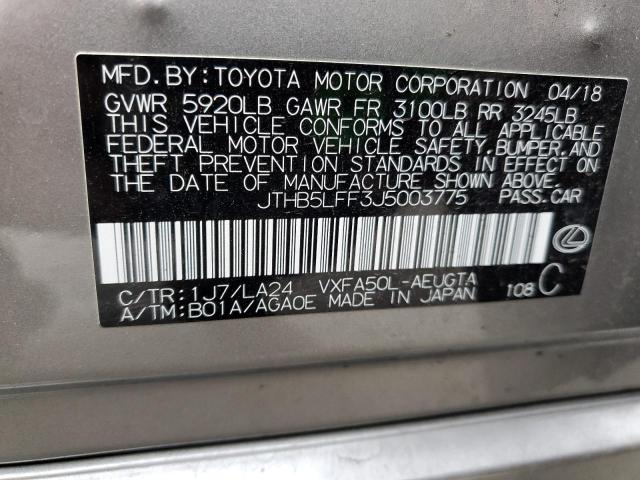 MFD. BY: TOYOTA MOTOR CORPORATION 04/18
GVWR 5920LB GAWR FR 3100LB RR 3245LB
THIS VEHICLE CONFORMS TO ALL APPLICABLE
FEDERAL MOTOR VEHICLE SAFETY, BUMPER, AND
THEFT PREVENTION STANDARDS IN EFFECT ON
THE DATE OF MANUFACTURE SHOWN ABOVE.
JTHB5LFF3J5003775 PASS. CAR
C/TR: 1J7/LA24 VXFA50L-AEUGTA 108 C
A/TM: B01A/AGA0E MADE IN JAPAN